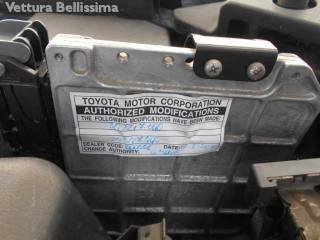 Vettura Bellissima
TOYOTA MOTOR CORPORATION
AUTHORIZED MODIFICATIONS
THE FOLLOWING MODIFICATIONS HAVE BEEN MADE:
DEALER CODE: DATE:
CHANGE AUTHORITY: